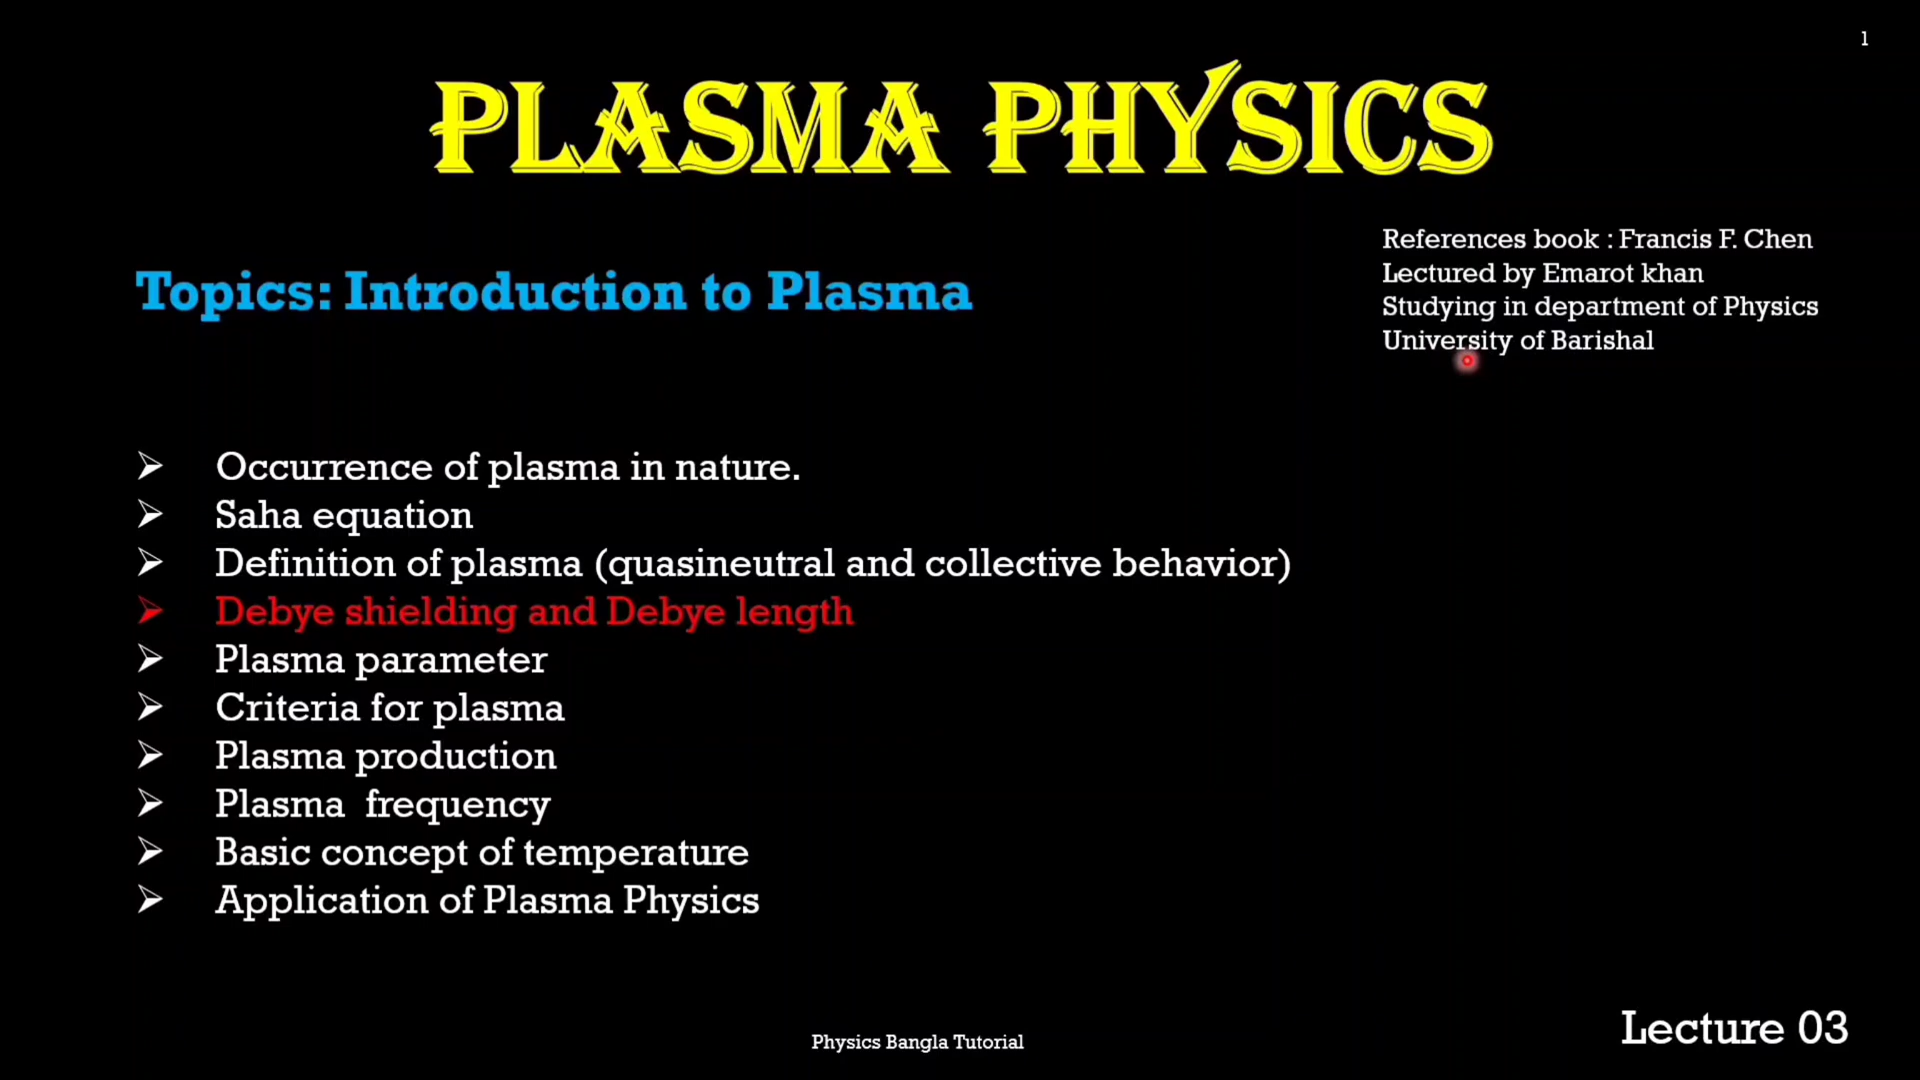 1
PLASMA PHYSICS
References book : Francis F. Chen
Lectured by Emarot khan
Studying in department of Physics
University of Barishal
Topics: Introduction to Plasma
Occurrence of plasma in nature.
Saha equation
Definition of plasma (quasineutral and collective behavior)
Debye shielding and Debye length
Plasma parameter
Criteria for plasma
Plasma production
Plasma  frequency
Basic concept of temperature
Application of Plasma Physics
Physics Bangla Tutorial
Lecture 03